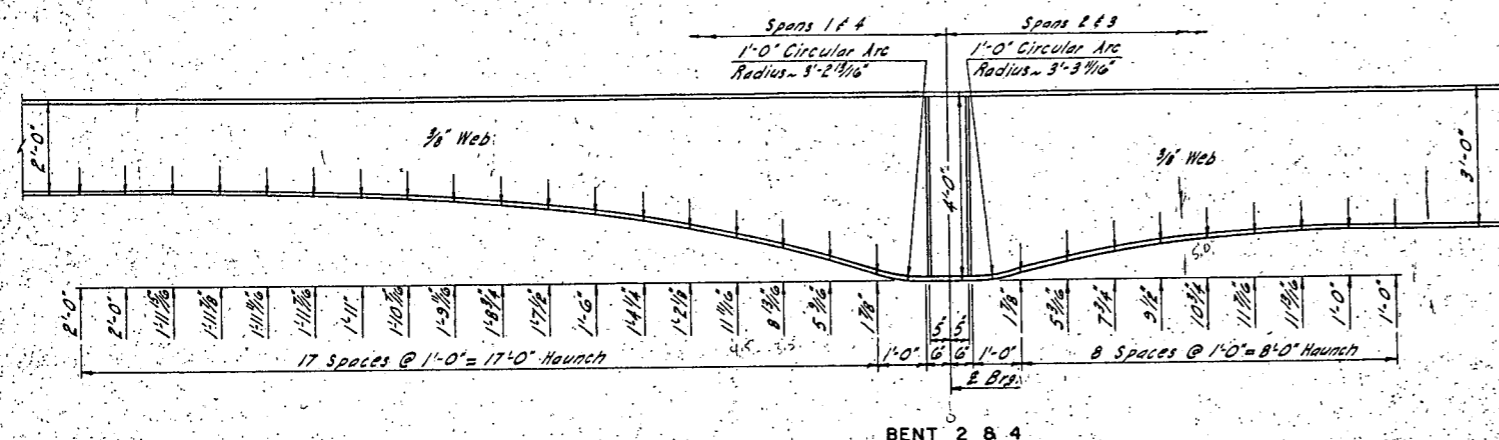 Spans 1 & 4
Spans 2 & 3
1'-0" Circular Arc
Radius~ 3'-2 13/16"
1'-0" Circular Arc
Radius~ 3'-3 11/16"
2'-0"
3/8" Web
4'-0"
3/8" Web
3'-0"
S.D.
2'-0"
2'-0"
1'-11 15/16"
1'-11 7/8"
1'-11 11/16"
1'-11 7/16"
1'-11"
1'-10 7/16"
1'-9 11/16"
1'-8 3/4"
1'-7 1/2"
1'-6"
1'-4 1/4"
1'-2 1/8"
11 11/16"
8 13/16"
5 3/16"
1 7/8"
1 7/8"
5 3/16"
7 3/4"
9 1/2"
10 3/4"
11 7/16"
11 13/16"
1'-0"
1'-0"
5" 5"
17 Spaces @ 1'-0" = 17'-0" Haunch
1'-0" 6" 6" 1'-0"
8 Spaces @ 1'-0" = 8'-0" Haunch
℄ Brg.
BENT 2 & 4